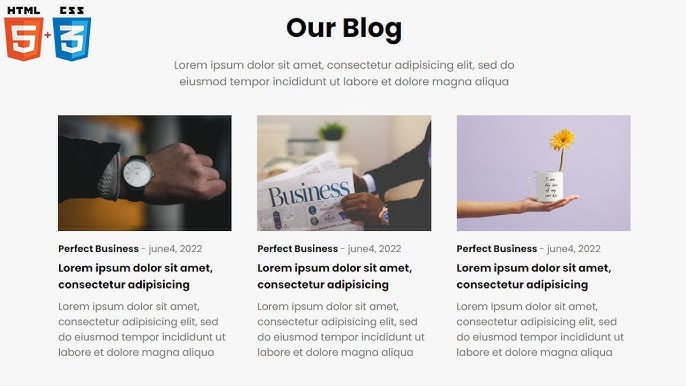 HTML
CSS
5
+
3
Our Blog
Lorem ipsum dolor sit amet, consectetur adipisicing elit, sed do
eiusmod tempor incididunt ut labore et dolore magna aliqua
Business
Perfect Business - june4, 2022
Lorem ipsum dolor sit amet,
consectetur adipisicing
Lorem ipsum dolor sit amet,
consectetur adipisicing elit, sed
do eiusmod tempor incididunt ut
labore et dolore magna aliqua
Perfect Business - june4, 2022
Lorem ipsum dolor sit amet,
consectetur adipisicing
Lorem ipsum dolor sit amet,
consectetur adipisicing elit, sed
do eiusmod tempor incididunt ut
labore et dolore magna aliqua
Perfect Business - june4, 2022
Lorem ipsum dolor sit amet,
consectetur adipisicing
Lorem ipsum dolor sit amet,
consectetur adipisicing elit, sed
do eiusmod tempor incididunt ut
labore et dolore magna aliqua